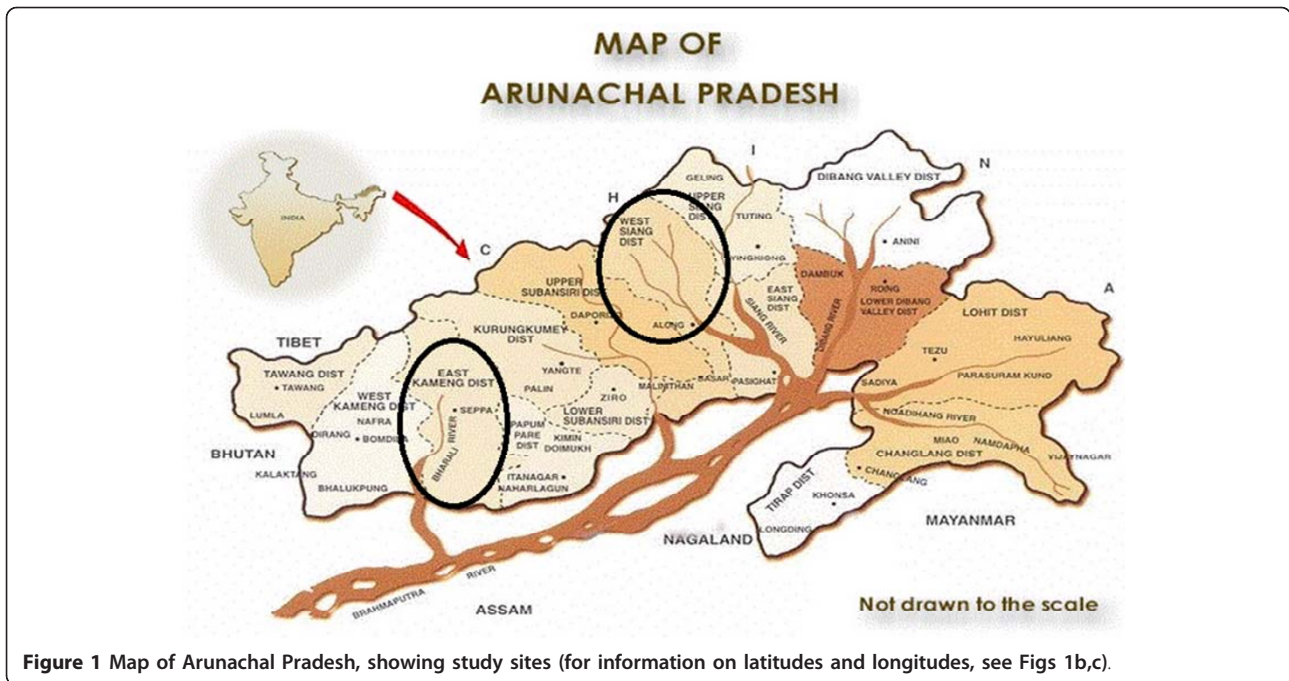 MAP OF
ARUNACHAL PRADESH
INDIA
C
H
I
N
A
GELING
UPPER
SIANG
DIST
TUTING
YINGKIONG
DIBANG VALLEY DIST
ANINI
WEST
SIANG
DIST
ALONG
UPPER
SUBANSIRI DIST
DAPORIJO
EAST
SIANG
DIST
SIANG RIVER
DAMBUK
ROING
LOWER DIBANG
VALLEY DIST
LOHIT DIST
HAYULIANG
TEZU
PARASURAM KUND
SADIYA
NOADIHANG RIVER
MIAO
NAMDAPHA
CHANGLANG DIST
CHANGLANG
TIRAP DIST
KHONSA
LONGDING
MAYANMAR
NAGALAND
TIBET
TAWANG DIST
TAWANG
LUMLA
WEST
KAMENG DIST
NAFRA
DIRANG
BOMDILA
BHUTAN
KALAKTANG
BHALUKPUNG
EAST
KAMENG DIST
SEPPA
BHARALI RIVER
KURUNGKUMEY
DIST
YANGTE
PALIN
ZIRO
LOWER
SUBANSIRI DIST
PAPUM
PARE
DIST
KIMIN
DOIMUKH
ITANAGAR
NAHARLAGUN
MALINITHAN
BASAR
PASIGHAT
BRAHMAPUTRA RIVER
ASSAM
Not drawn to the scale
Figure 1 Map of Arunachal Pradesh, showing study sites (for information on latitudes and longitudes, see Figs 1b,c).